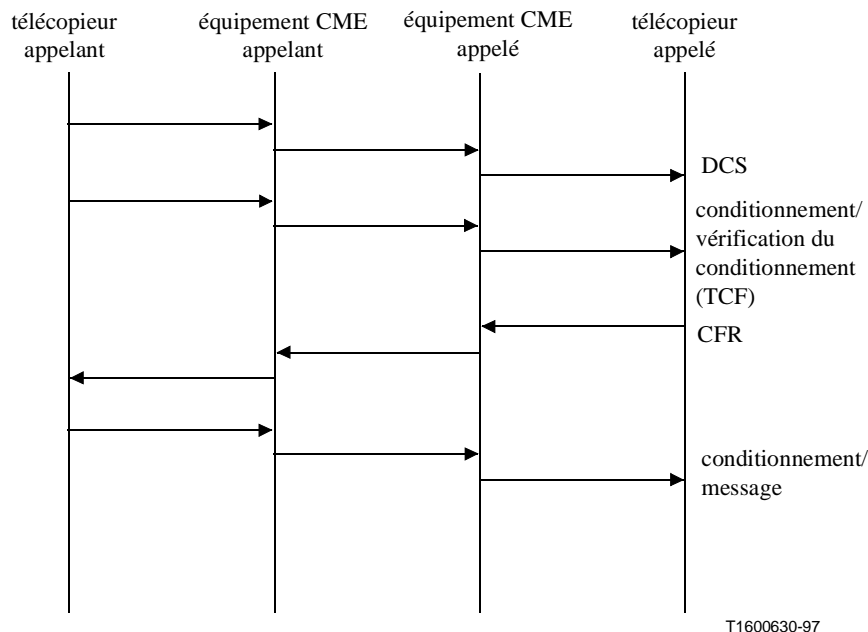 télécopieur
appelant
équipement CME
appelant
équipement CME
appelé
télécopieur
appelé
DCS
conditionnement/
vérification du
conditionnement
(TCF)
CFR
conditionnement/
message
T1600630-97